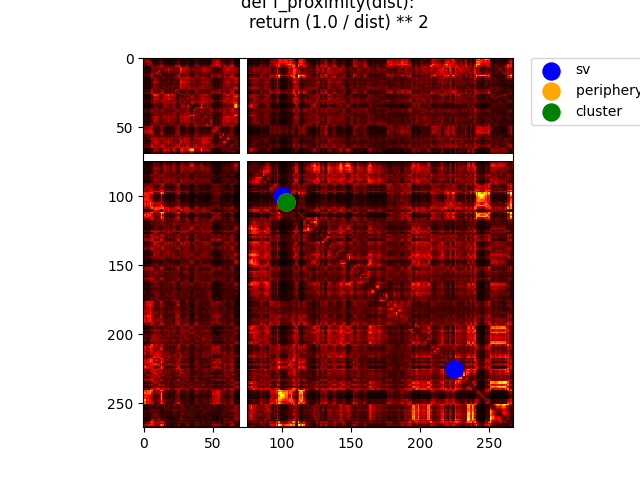 def f_proximity(dist):
return (1.0 / dist) ** 2
sv
periphery
cluster
0
50
100
150
200
250
0 50 100 150 200 250